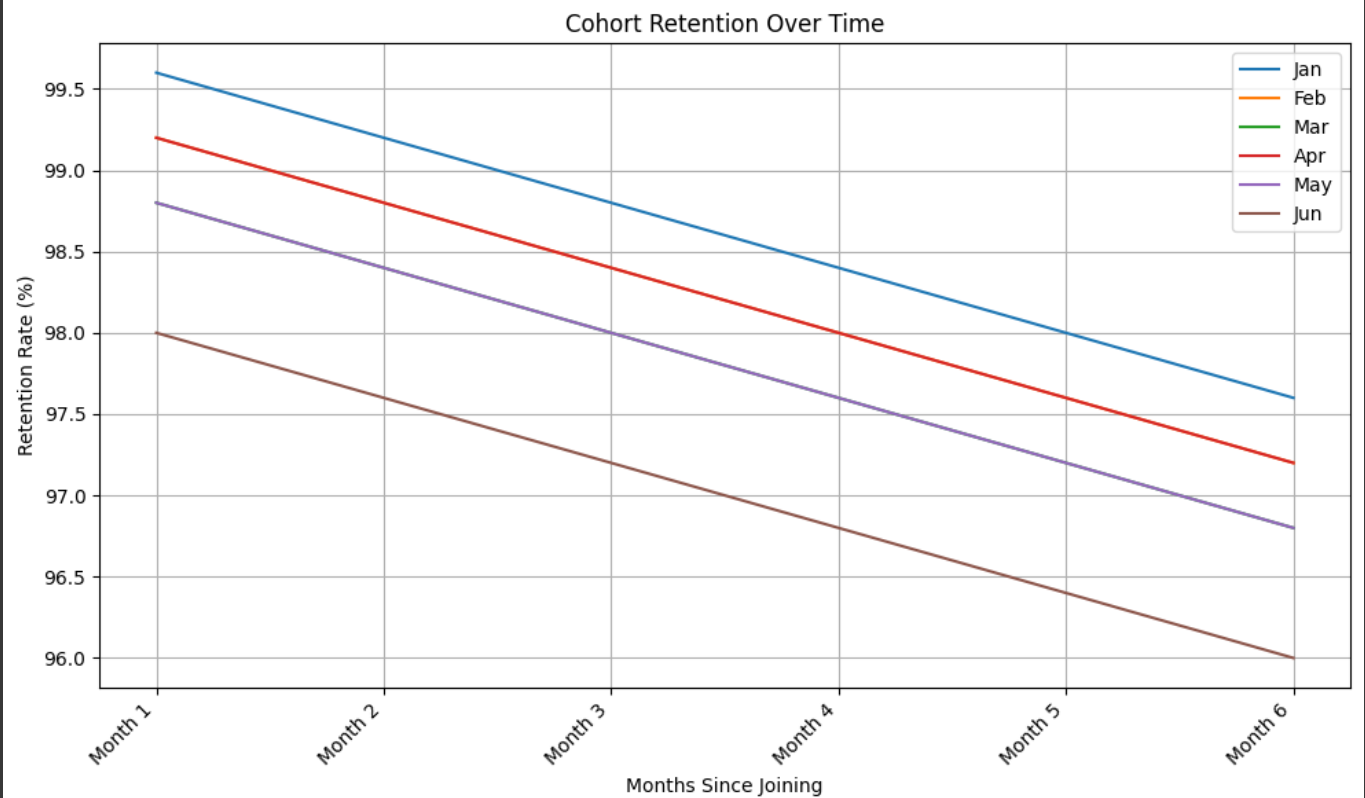 Cohort Retention Over Time
99.5
99.0
98.5
98.0
97.5
97.0
96.5
96.0
Retention Rate (%)
Jan
Feb
Mar
Apr
May
Jun
Month 1
Month 2
Month 3
Month 4
Month 5
Month 6
Months Since Joining